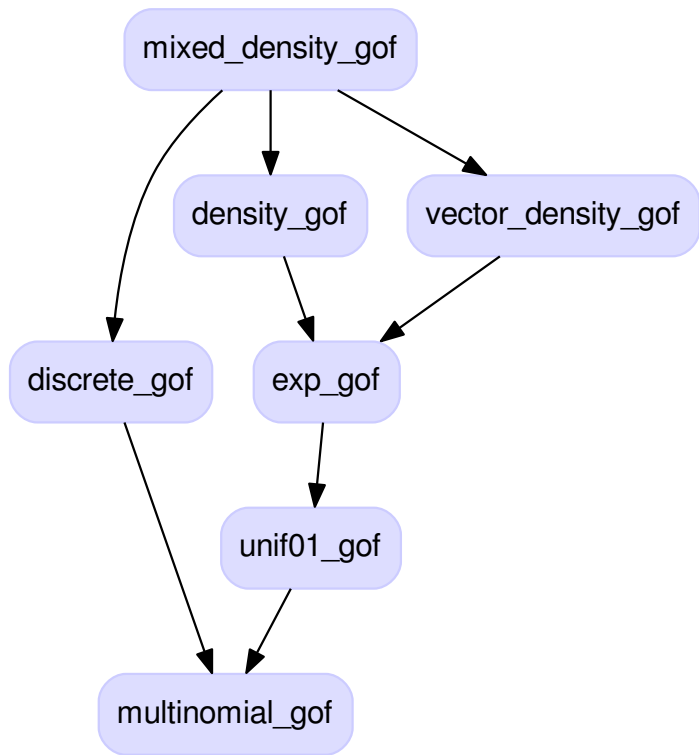 mixed_density_gof
density_gof
vector_density_gof
discrete_gof
exp_gof
unif01_gof
multinomial_gof